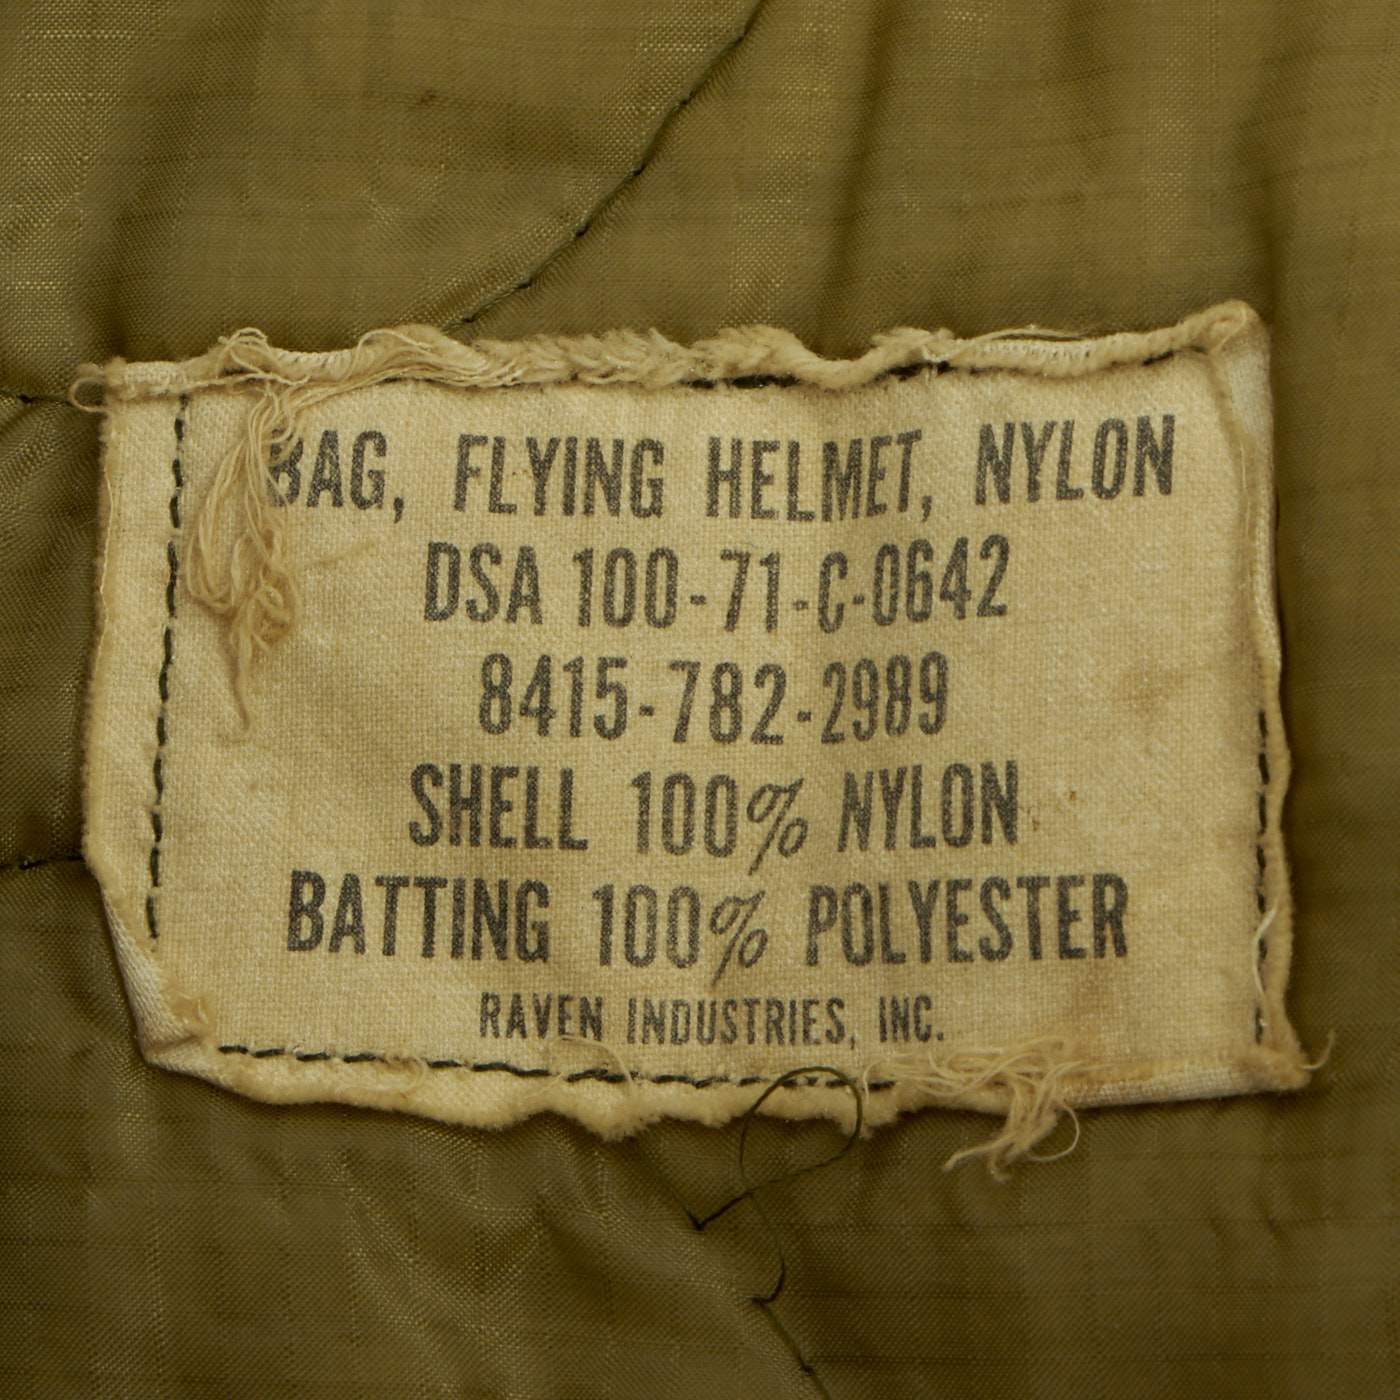 BAG, FLYING HELMET, NYLON
DSA 100-71-C-0642
8415-782-2989
SHELL 100% NYLON
BATTING 100% POLYESTER
RAVEN INDUSTRIES, INC.